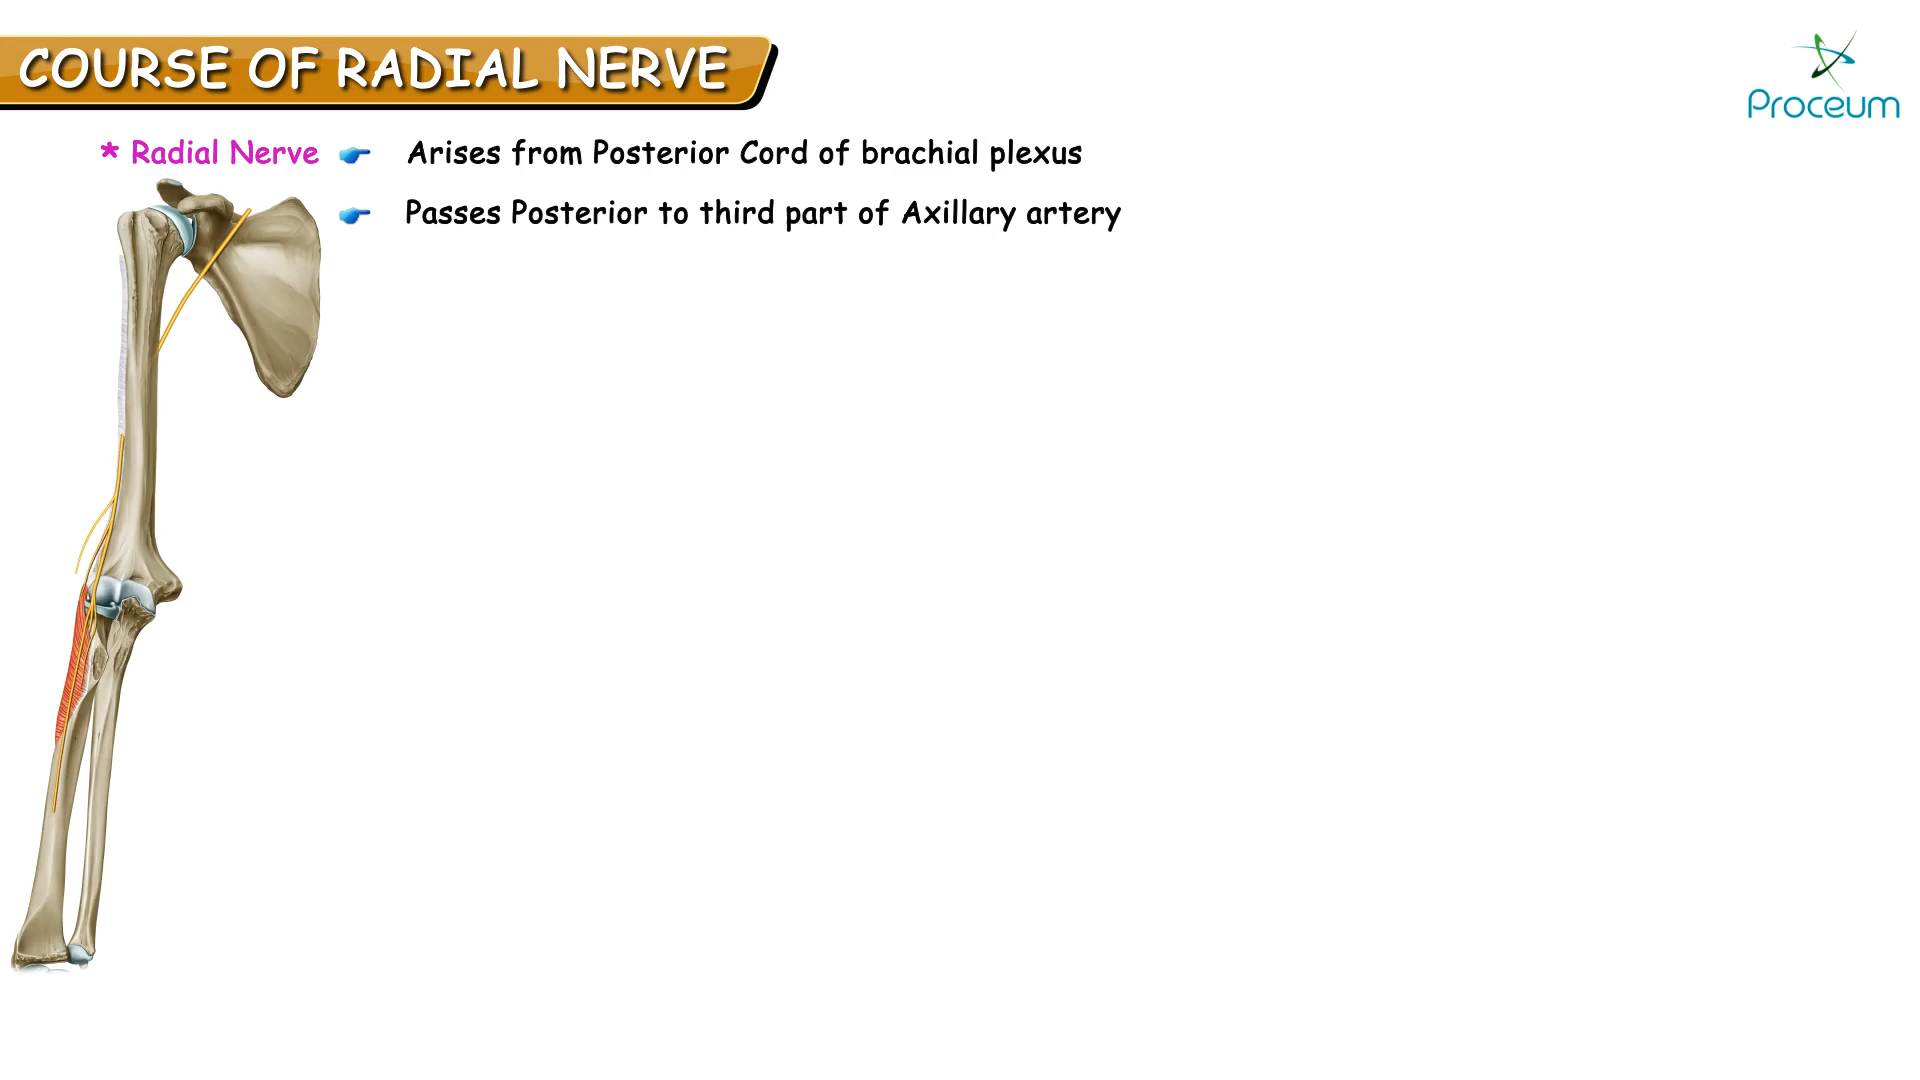 COURSE OF RADIAL NERVE
Proceum
* Radial Nerve Arises from Posterior Cord of brachial plexus
Passes Posterior to third part of Axillary artery